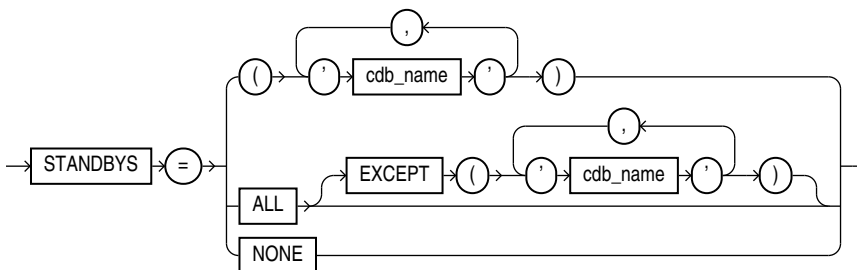 ,
( ' cdb_name ' )
,
STANDBYS = EXCEPT ( ' cdb_name ' )
ALL
NONE